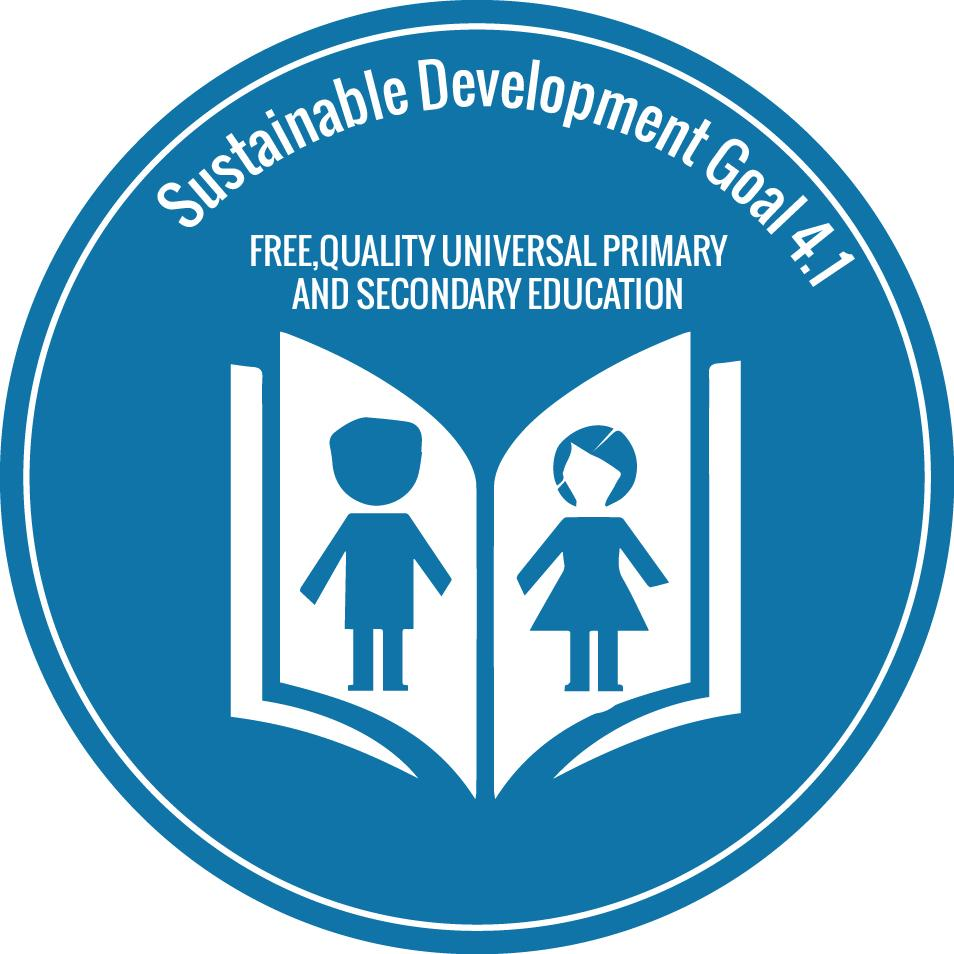 Sustainable Development Goal 4.1
FREE,QUALITY UNIVERSAL PRIMARY
AND SECONDARY EDUCATION